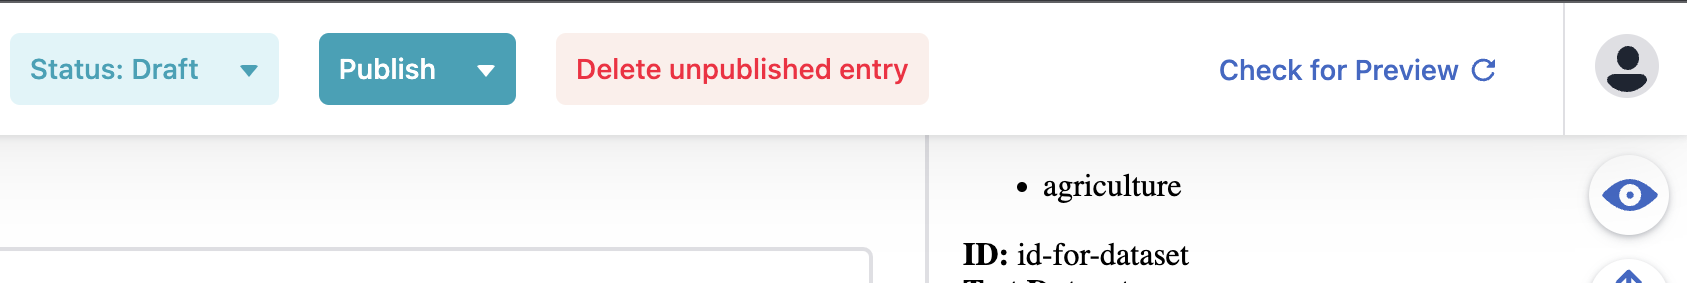 Status: Draft
Publish
Delete unpublished entry
Check for Preview
agriculture
ID: id-for-dataset